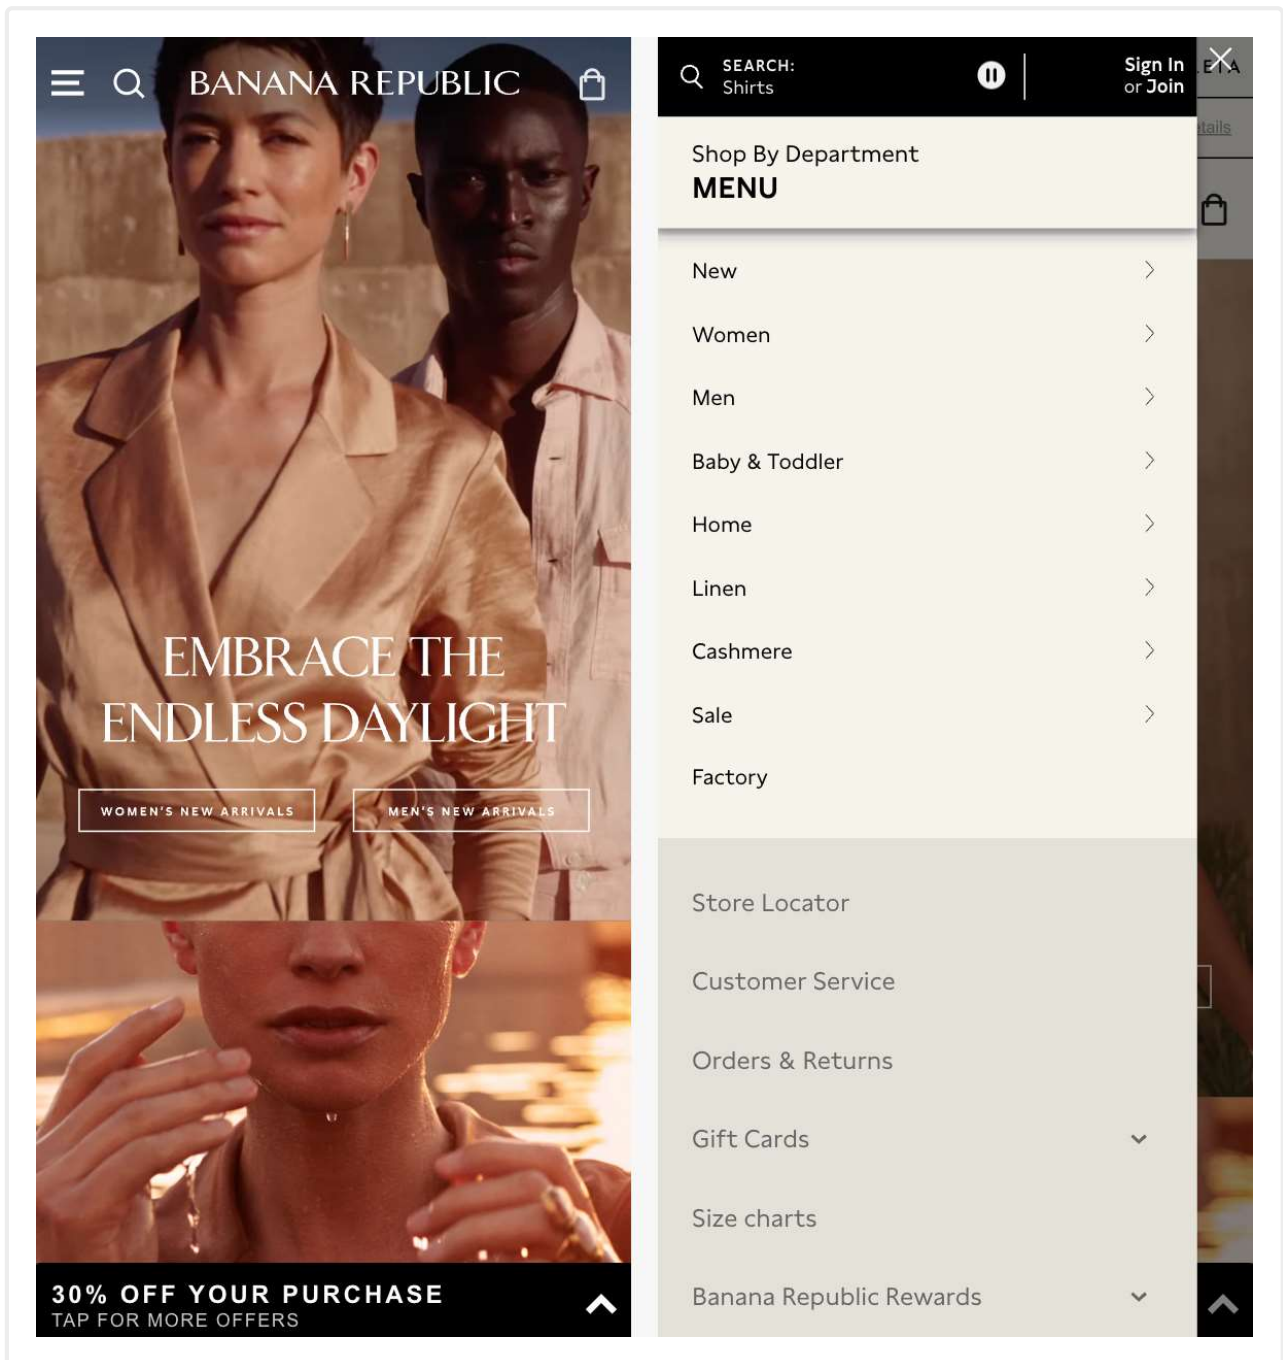 BANANA REPUBLIC
EMBRACE THE
ENDLESS DAYLIGHT
WOMEN'S NEW ARRIVALS
MEN'S NEW ARRIVALS
30% OFF YOUR PURCHASE
TAP FOR MORE OFFERS
SEARCH:
Shirts
Sign In
or Join
Shop By Department
MENU
New
Women
Men
Baby & Toddler
Home
Linen
Cashmere
Sale
Factory
Store Locator
Customer Service
Orders & Returns
Gift Cards
Size charts
Banana Republic Rewards